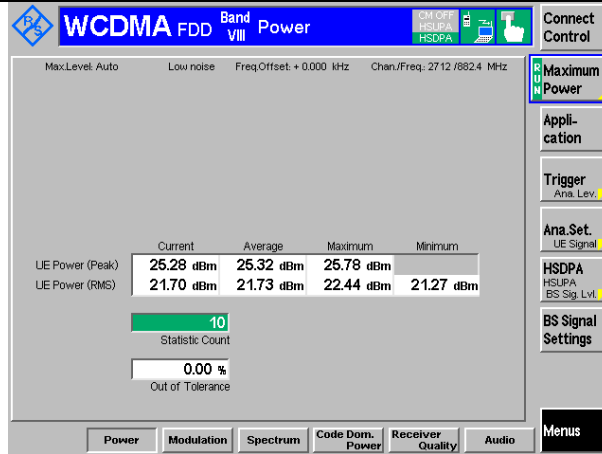 R&S WCDMA FDD Band VIII Power
CM OFF
HSUPA
HSDPA
Connect Control
Max.Level: Auto Low noise Freq.Offset: + 0.000 kHz Chan./Freq.: 2712 /882.4 MHz
RUN Maximum Power
Appli-
cation
Trigger
Ana. Lev.
Ana.Set.
UE Signal
Current Average Maximum Minimum
UE Power (Peak) 25.28 dBm 25.32 dBm 25.78 dBm
UE Power (RMS) 21.70 dBm 21.73 dBm 22.44 dBm 21.27 dBm
HSDPA
HSUPA
BS Sig. Lvl.
10
Statistic Count
BS Signal
Settings
0.00 %
Out of Tolerance
Power Modulation Spectrum Code Dom. Power Receiver Quality Audio Menus